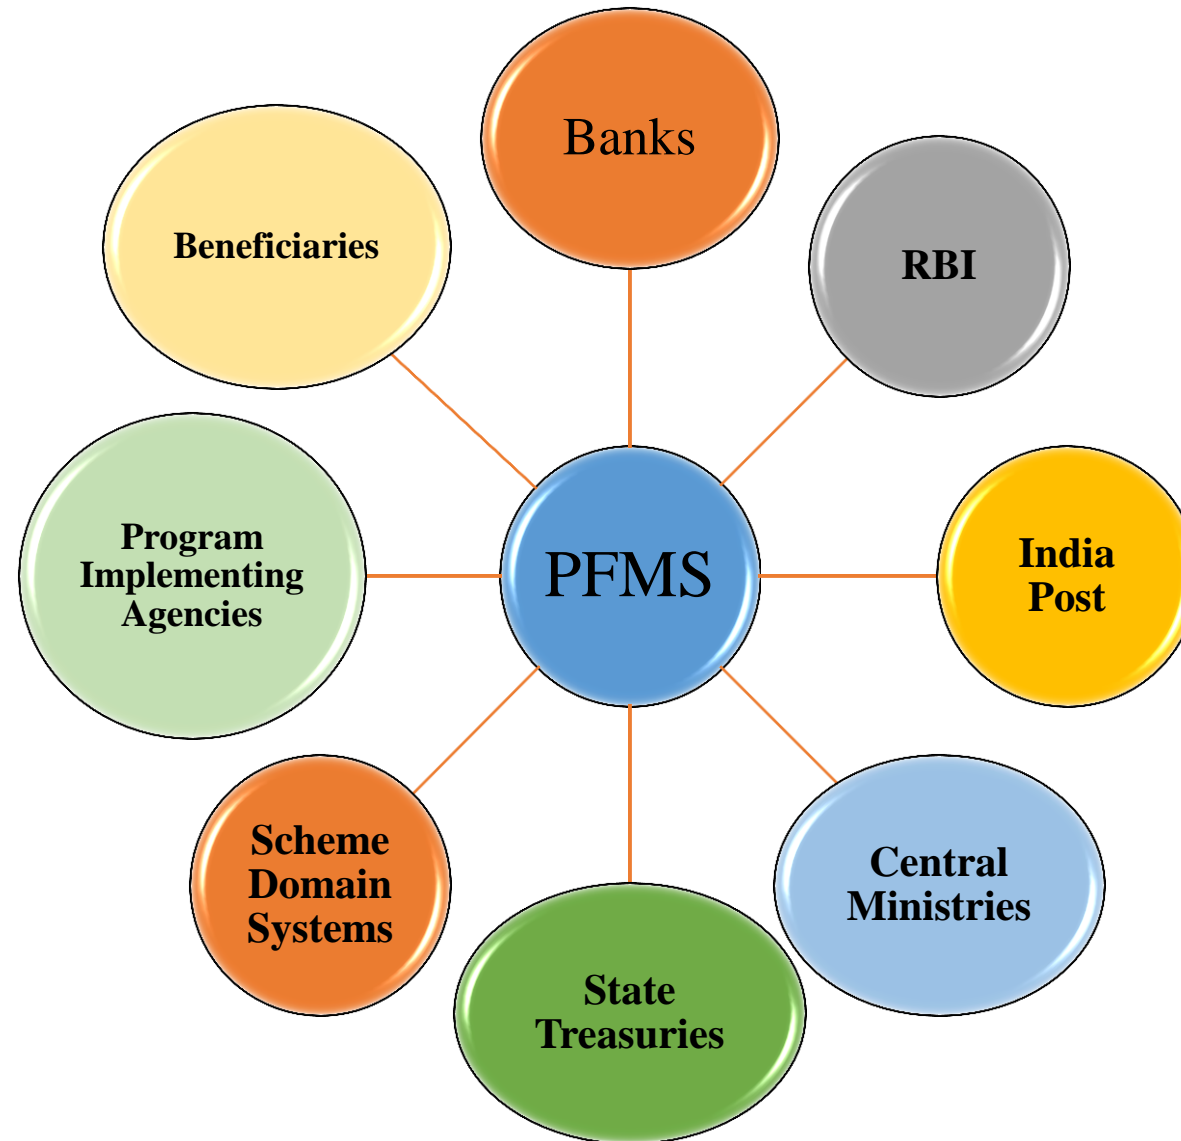 Banks
RBI
Beneficiaries
India
Post
PFMS
Program
Implementing
Agencies
Central
Ministries
Scheme
Domain
Systems
State
Treasuries